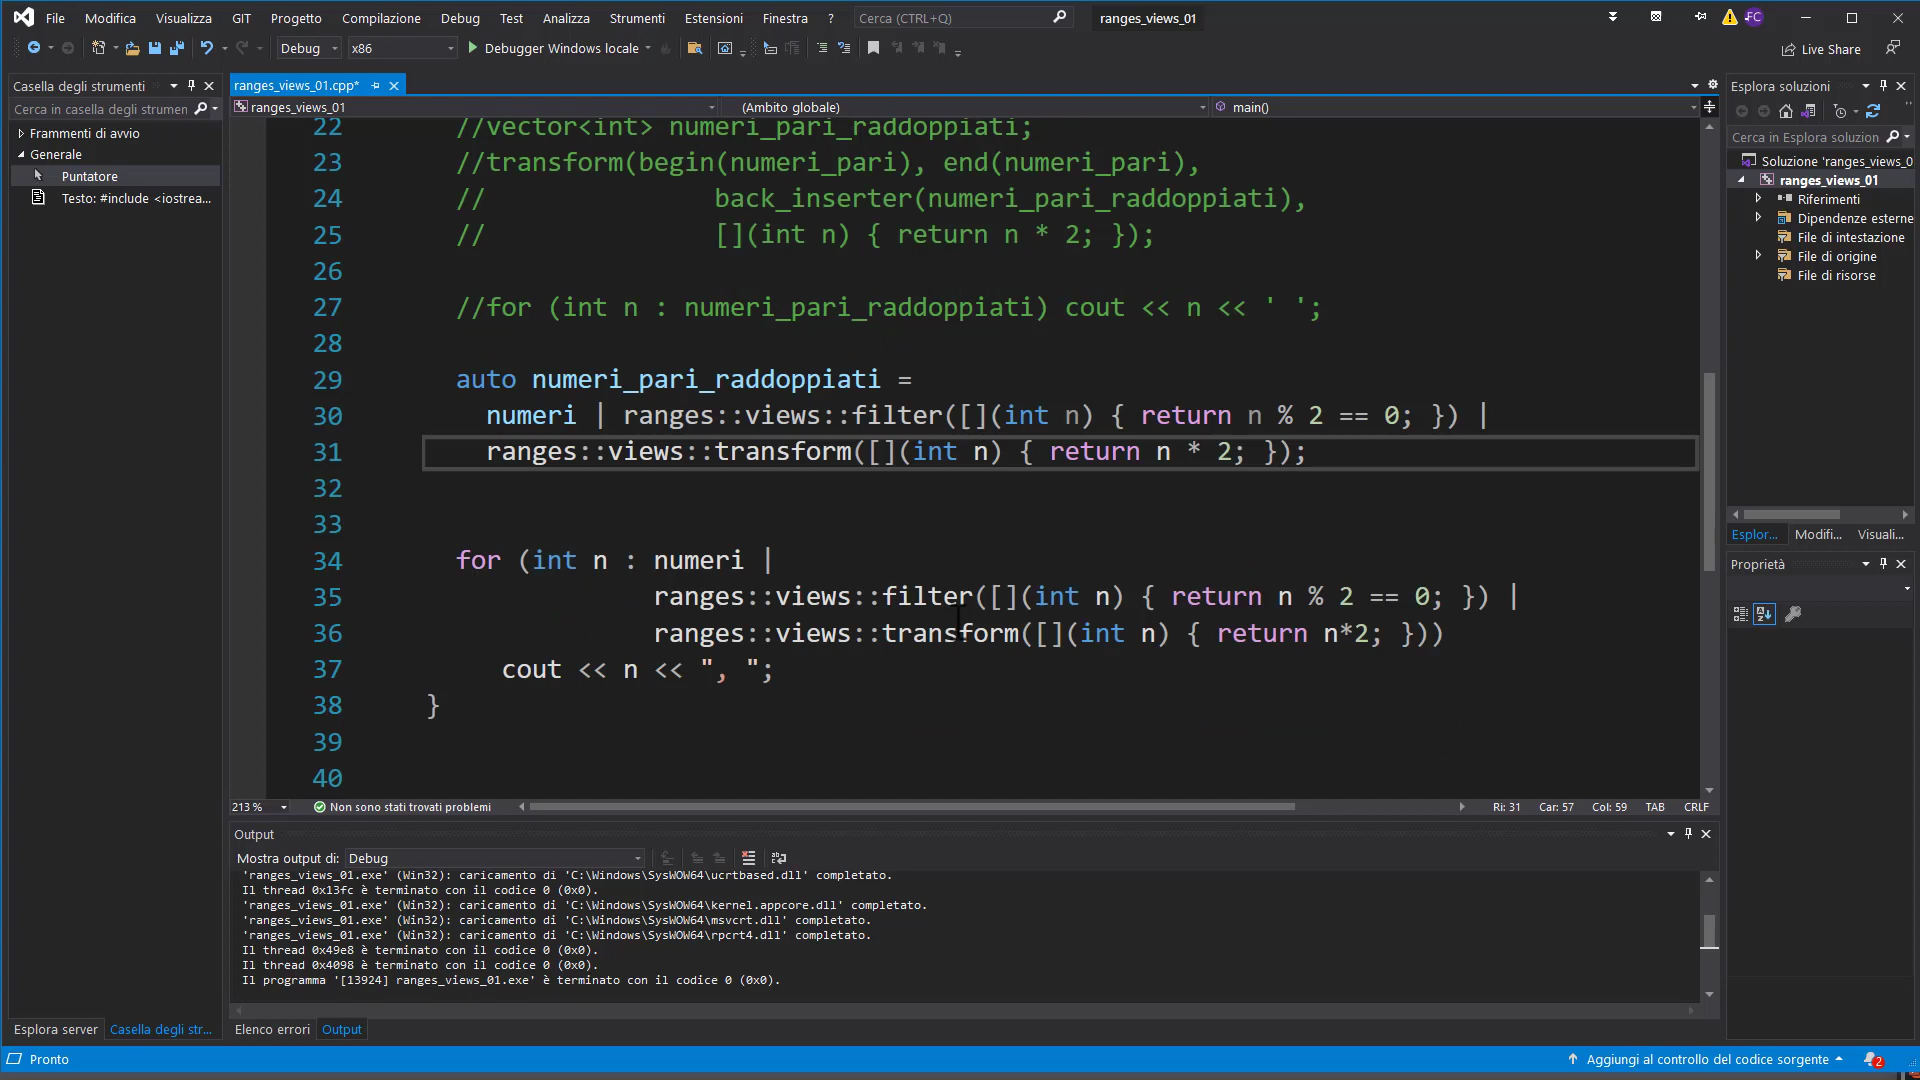 File Modifica Visualizza GIT Progetto Compilazione Debug Test Analizza Strumenti Estensioni Finestra ? Cerca (CTRL+Q) ranges_views_01 FC
Debug x86 Debugger Windows locale Live Share
Casella degli strumenti
Cerca in casella degli strumen
Frammenti di avvio
Generale
Puntatore
Testo: #include <iostrea...
ranges_views_01.cpp*
ranges_views_01 (Ambito globale) main()
22 //vector<int> numeri_pari_raddoppiati;
23 //transform(begin(numeri_pari), end(numeri_pari),
24 // back_inserter(numeri_pari_raddoppiati),
25 // [](int n) { return n * 2; });
26
27 //for (int n : numeri_pari_raddoppiati) cout << n << ' ';
28
29 auto numeri_pari_raddoppiati =
30 numeri | ranges::views::filter([](int n) { return n % 2 == 0; }) |
31 ranges::views::transform([](int n) { return n * 2; });
32
33
34 for (int n : numeri |
35 ranges::views::filter([](int n) { return n % 2 == 0; }) |
36 ranges::views::transform([](int n) { return n*2; }))
37 cout << n << ", ";
38 }
39
40
213 % Non sono stati trovati problemi Ri: 31 Car: 57 Col: 59 TAB CRLF
Output
Mostra output di: Debug
'ranges_views_01.exe' (Win32): caricamento di 'C:\Windows\SysWOW64\ucrtbased.dll' completato.
Il thread 0x13fc è terminato con il codice 0 (0x0).
'ranges_views_01.exe' (Win32): caricamento di 'C:\Windows\SysWOW64\kernel.appcore.dll' completato.
'ranges_views_01.exe' (Win32): caricamento di 'C:\Windows\SysWOW64\msvcrt.dll' completato.
'ranges_views_01.exe' (Win32): caricamento di 'C:\Windows\SysWOW64\rpcrt4.dll' completato.
Il thread 0x49e8 è terminato con il codice 0 (0x0).
Il thread 0x4098 è terminato con il codice 0 (0x0).
Il programma '[13924] ranges_views_01.exe' è terminato con il codice 0 (0x0).
Esplora server Casella degli str... Elenco errori Output
Esplora soluzioni
Cerca in Esplora soluzion
Soluzione 'ranges_views_0
ranges_views_01
Riferimenti
Dipendenze esterne
File di intestazione
File di origine
File di risorse
Esplor... Modifi... Visuali...
Proprietà
Pronto Aggiungi al controllo del codice sorgente 2